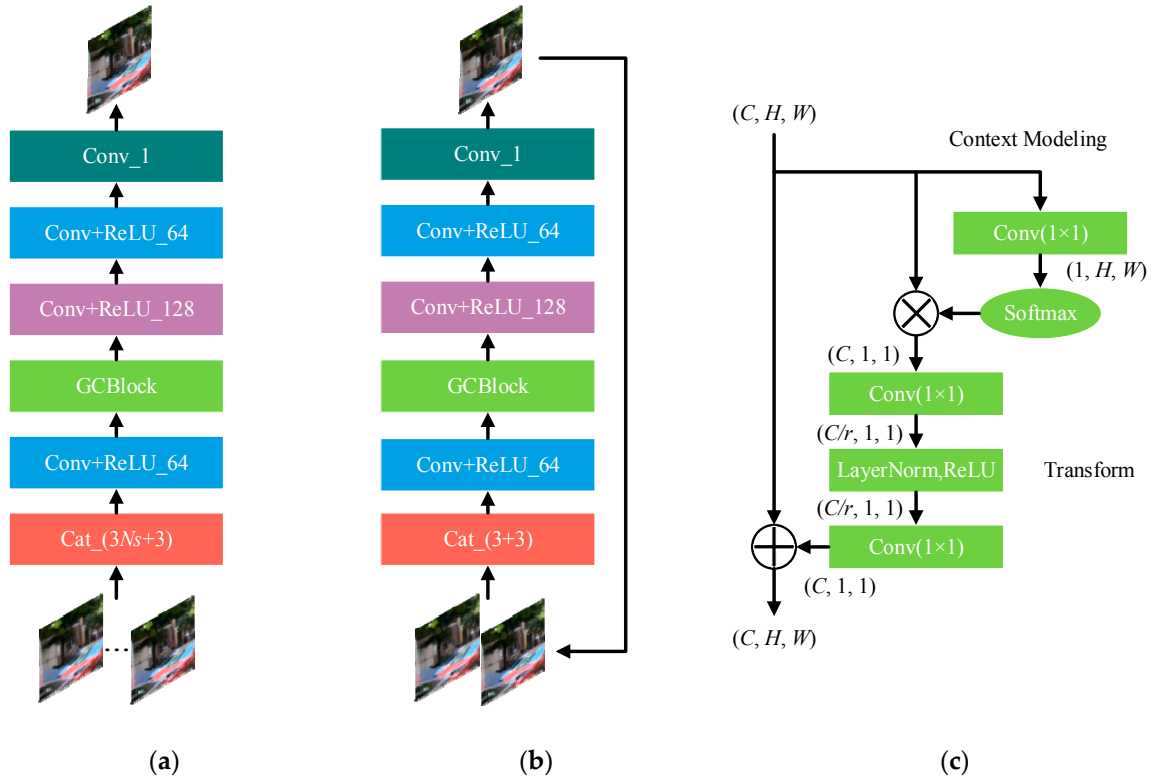 Conv_1
Conv+ReLU_64
Conv+ReLU_128
GCBlock
Conv+ReLU_64
Cat_(3Ns+3)
(a)
Conv_1
Conv+ReLU_64
Conv+ReLU_128
GCBlock
Conv+ReLU_64
Cat_(3+3)
(b)
(C, H, W)
Context Modeling
Conv(1×1)
(1, H, W)
Softmax
(C, 1, 1)
Conv(1×1)
(C/r, 1, 1)
LayerNorm,ReLU
Transform
(C/r, 1, 1)
Conv(1×1)
(C, 1, 1)
(C, H, W)
(c)